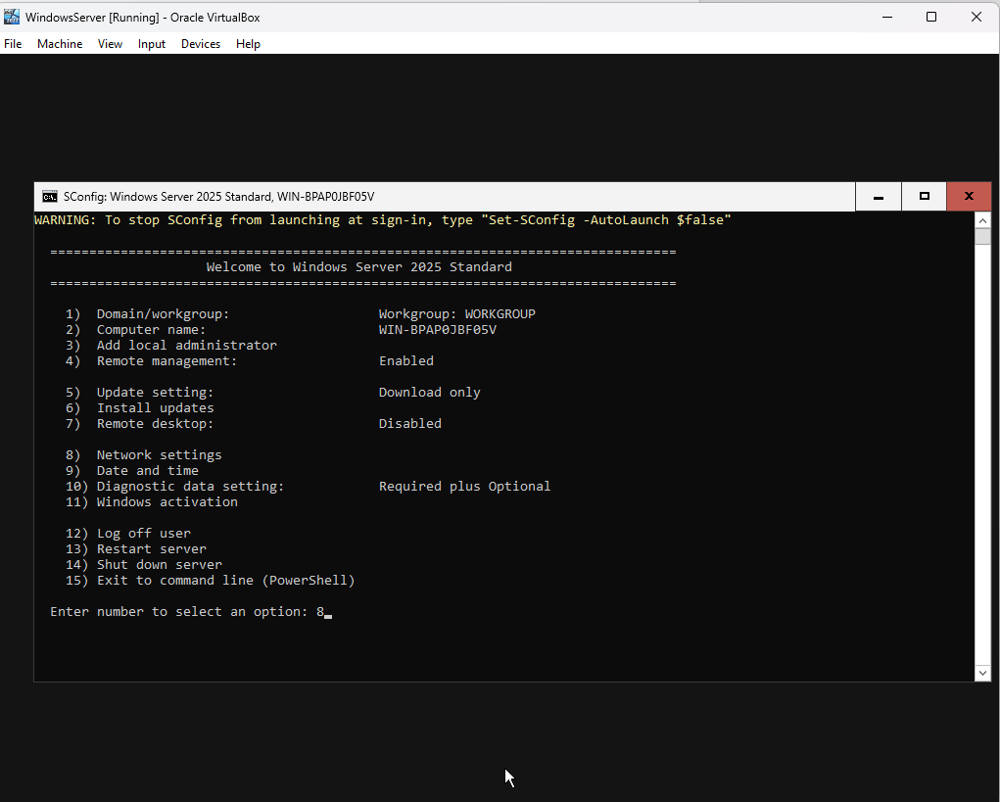 WindowsServer [Running] - Oracle VirtualBox
File Machine View Input Devices Help
SConfig: Windows Server 2025 Standard, WIN-BPAP0JBF05V
WARNING: To stop SConfig from launching at sign-in, type "Set-SConfig -AutoLaunch $false"
================================================================================
Welcome to Windows Server 2025 Standard
================================================================================
1) Domain/workgroup: Workgroup: WORKGROUP
2) Computer name: WIN-BPAP0JBF05V
3) Add local administrator
4) Remote management: Enabled
5) Update setting: Download only
6) Install updates
7) Remote desktop: Disabled
8) Network settings
9) Date and time
10) Diagnostic data setting: Required plus Optional
11) Windows activation
12) Log off user
13) Restart server
14) Shut down server
15) Exit to command line (PowerShell)
Enter number to select an option: 8_